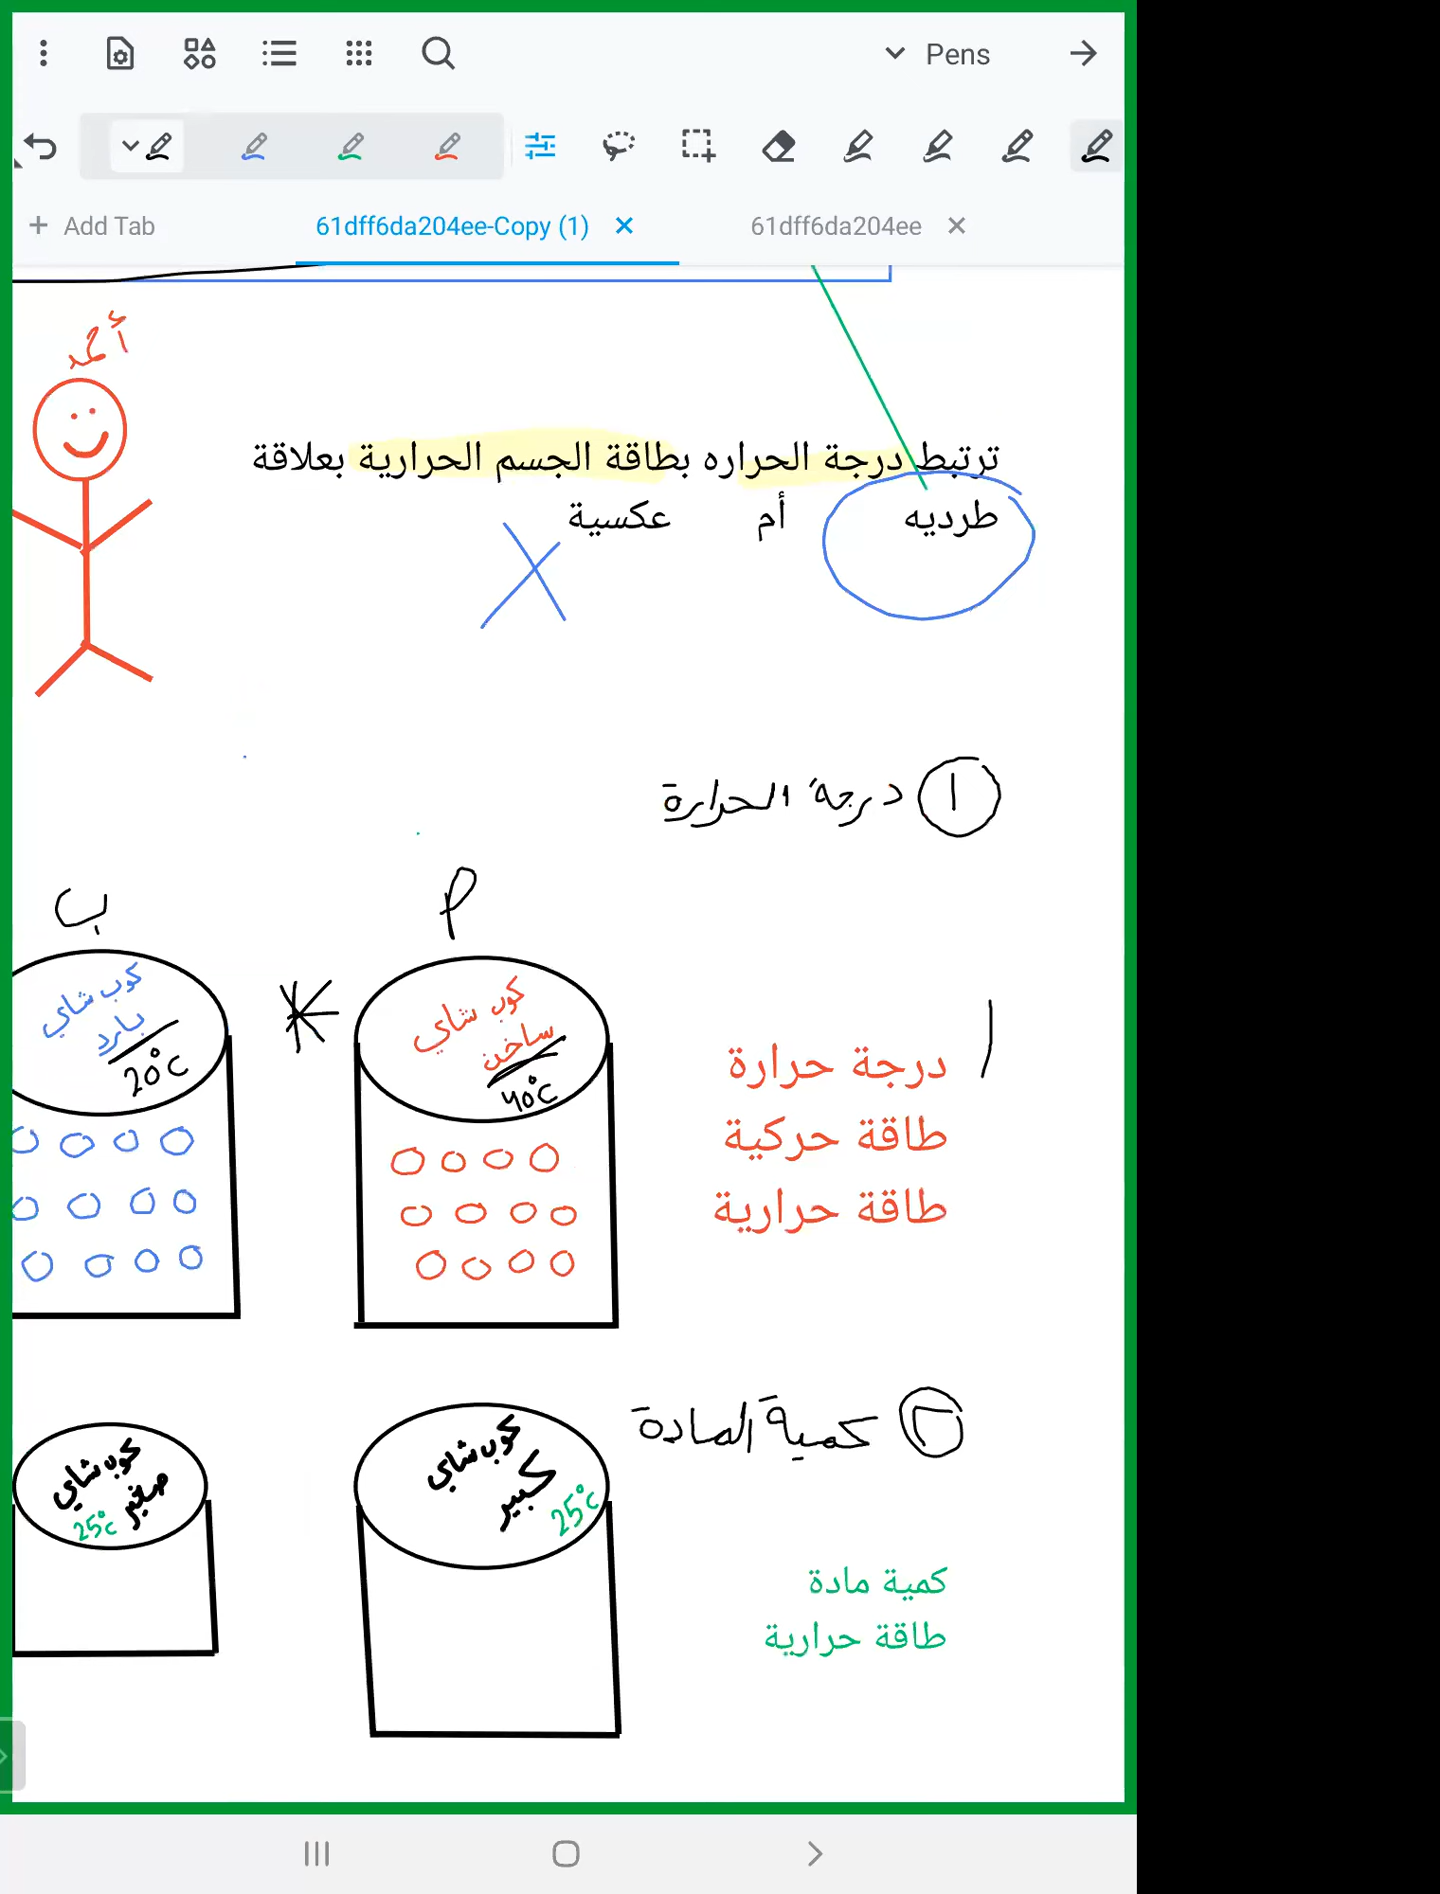 Pens
+ Add Tab
61dff6da204ee-Copy (1)
61dff6da204ee
أحمد
ترتبط درجة الحراره بطاقة الجسم الحرارية بعلاقة
طرديه أم عكسية
١ درجة الحرارة
أ
ب
كوب شاي
ساخن
40°C
كوب شاي
بارد
20°C
درجة حرارة
طاقة حركية
طاقة حرارية
٢ كمية المادة
كوب شاي
كبير
25°C
كوب شاي
صغير
25°C
كمية مادة
طاقة حرارية